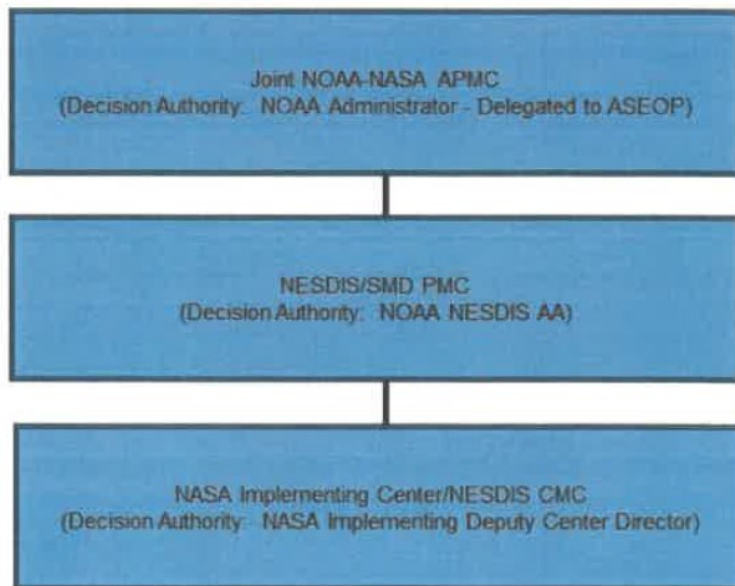 Joint NOAA-NASA APMC
(Decision Authority: NOAA Administrator - Delegated to ASEOP)
NESDIS/SMD PMC
(Decision Authority: NOAA NESDIS AA)
NASA Implementing Center/NESDIS CMC
(Decision Authority: NASA Implementing Deputy Center Director)